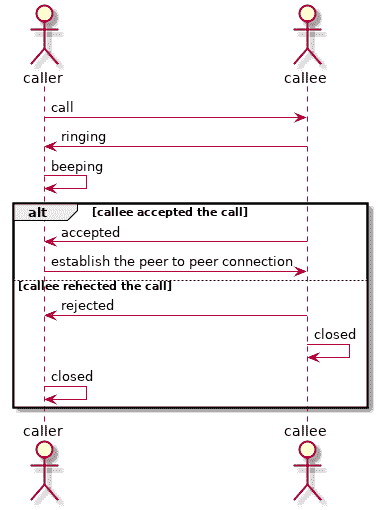 caller callee
call
ringing
beeping
alt [callee accepted the call]
accepted
establish the peer to peer connection
[callee rehected the call]
rejected
closed
closed
caller callee